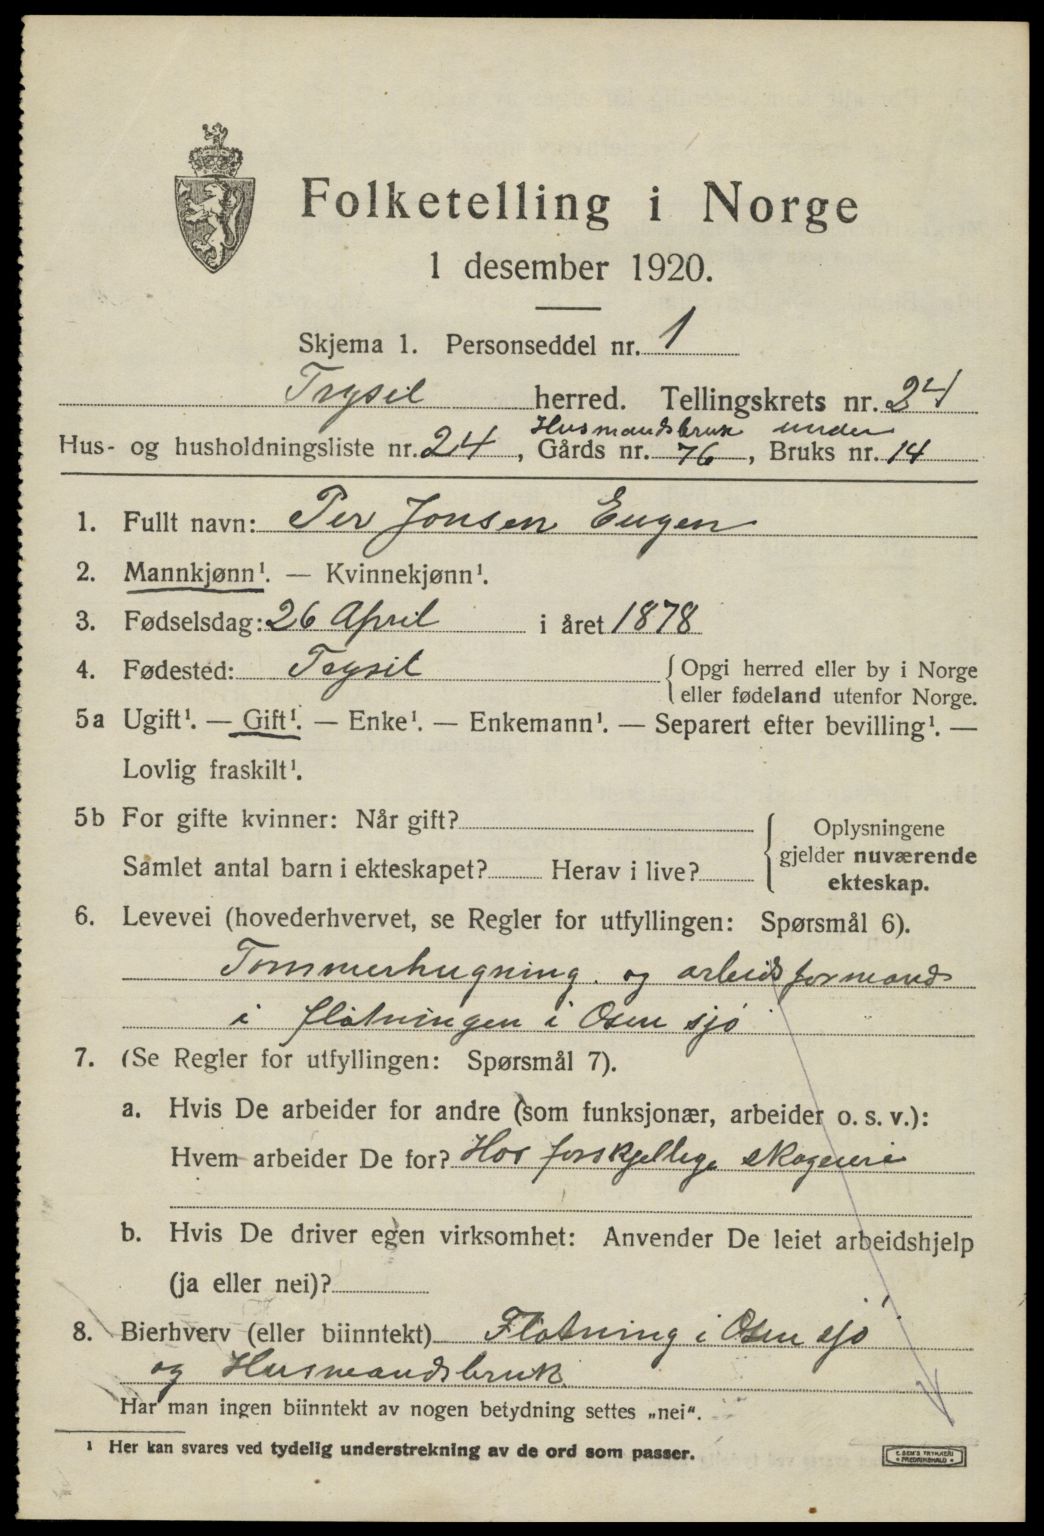 Folketelling i Norge
1 desember 1920.
Skjema 1. Personseddel nr. 1
Trysil herred. Tellingskrets nr. 24
Husmandsbruk under
Hus- og husholdningsliste nr. 24, Gårds nr. 76, Bruks nr. 14
1. Fullt navn: Per Jonsen Eugen
2. Mannkjønn¹. — Kvinnekjønn¹.
3. Fødselsdag: 26 April i året 1878
4. Fødested: Trysil {Opgi herred eller by i Norge
eller fødeland utenfor Norge.
5a Ugift¹. — Gift¹. — Enke¹. — Enkemann¹. — Separert efter bevilling¹. —
Lovlig fraskilt¹.
5b For gifte kvinner: Når gift?
Samlet antal barn i ekteskapet? Herav i live?
{Oplysningene
gjelder nuværende
ekteskap.
6. Levevei (hovederhvervet, se Regler for utfyllingen: Spørsmål 6).
Tømmerhugning og arbeidsformand
i fløtningen i Osen sjø
7. (Se Regler for utfyllingen: Spørsmål 7).
a. Hvis De arbeider for andre (som funksjonær, arbeider o. s. v.):
Hvem arbeider De for? Hos forskjellige skogeiere
b. Hvis De driver egen virksomhet: Anvender De leiet arbeidshjelp
(ja eller nei)?
8. Bierhverv (eller biinntekt) Fløtning i Osen sjø
og Husmandsbruk
Har man ingen biinntekt av nogen betydning settes „nei".
¹ Her kan svares ved tydelig understrekning av de ord som passer.
E. SEM'S TRYKKERI
FREDRIKSHALD